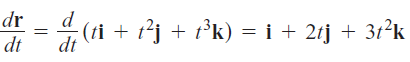 dr/dt = d/dt (ti + t²j + t³k) = i + 2tj + 3t²k